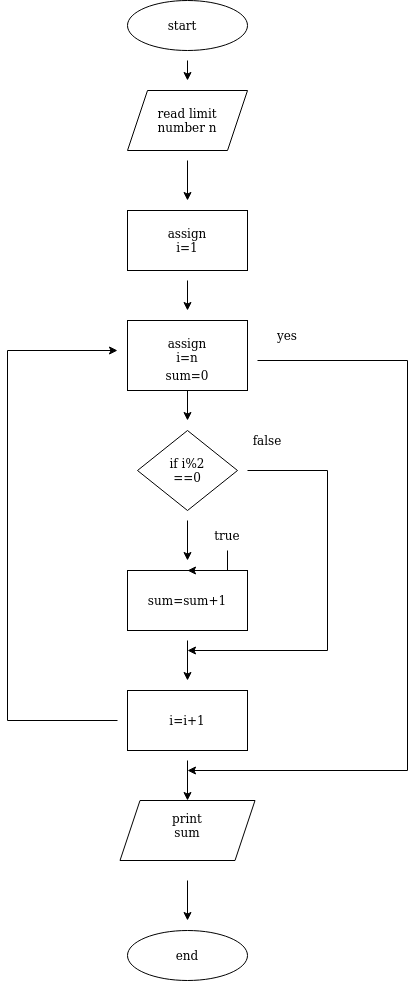 start
read limit
number n
assign
i=1
assign
i=n
sum=0
yes
false
if i%2
==0
true
sum=sum+1
i=i+1
print
sum
end